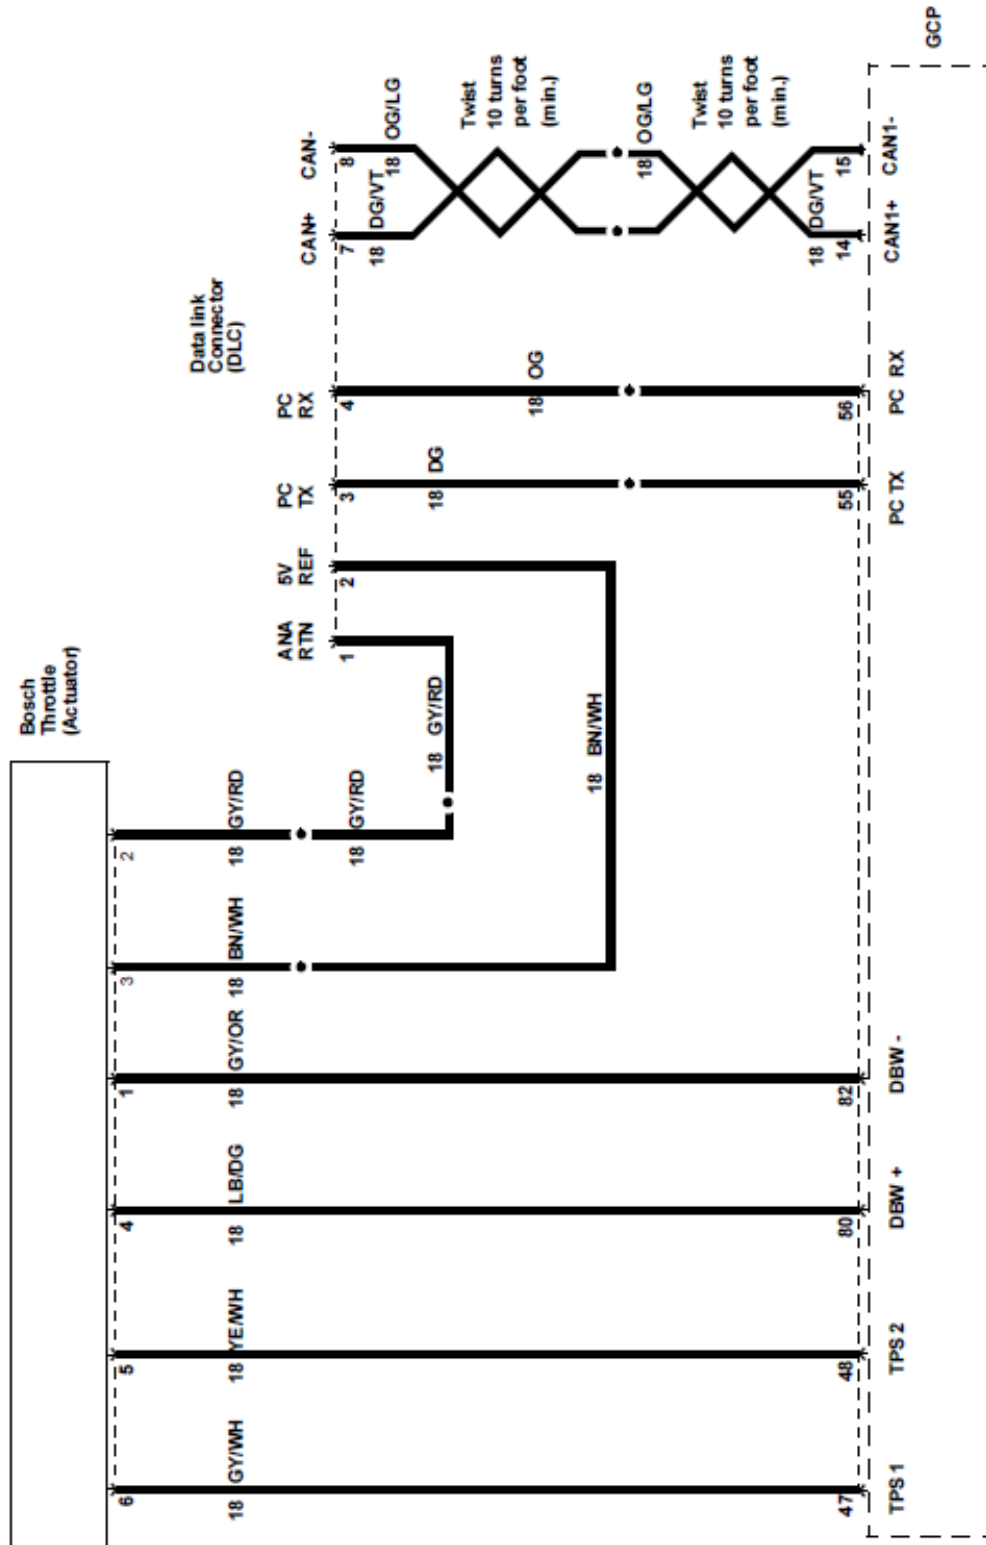 Bosch
Throttle
(Actuator)
Data link
Connector
(DLC)
GCP
CAN-
8
18 OG/LG
CAN+
7
18 DG/VT
Twist
10 turns
per foot
(min.)
18 OG/LG
Twist
10 turns
per foot
(min.)
18 DG/VT
15
CAN1-
14
CAN1+
PC
RX
4
18 OG
56
PC RX
PC
TX
3
18 DG
55
PC TX
5V
REF
2
18 BN/WH
ANA
RTN
1
18 GY/RD
2
18 GY/RD
18 GY/RD
3
18 BN/WH
1
18 GY/OR
82
DBW -
4
18 LB/DG
80
DBW +
5
18 YE/WH
48
TPS 2
6
18 GY/WH
47
TPS 1